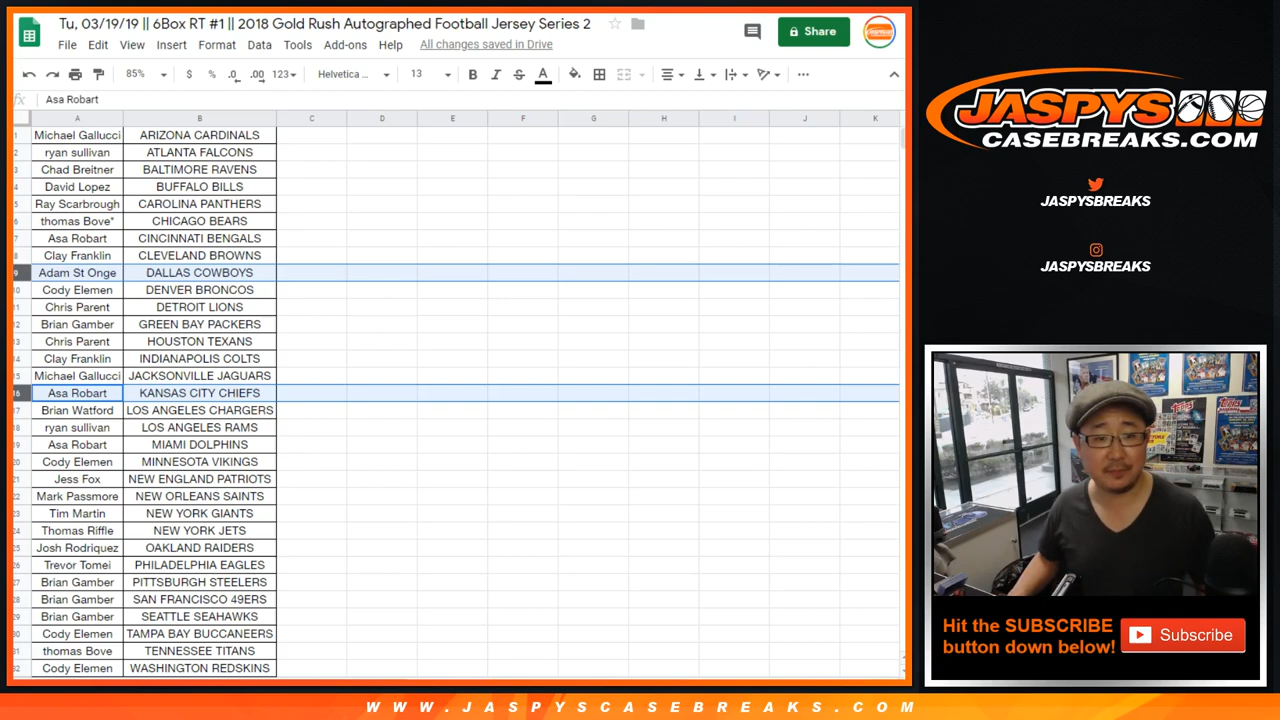 Tu, 03/19/19 || 6Box RT #1 || 2018 Gold Rush Autographed Football Jersey Series 2
File Edit View Insert Format Data Tools Add-ons Help All changes saved in Drive
Share
85% $ % .0 .00 123 Helvetica ... 13 B I S A
fx Asa Robart
A B C D E F G H I J K
1 Michael Gallucci ARIZONA CARDINALS
2 ryan sullivan ATLANTA FALCONS
3 Chad Breitner BALTIMORE RAVENS
4 David Lopez BUFFALO BILLS
5 Ray Scarbrough CAROLINA PANTHERS
6 thomas Bove* CHICAGO BEARS
7 Asa Robart CINCINNATI BENGALS
8 Clay Franklin CLEVELAND BROWNS
9 Adam St Onge DALLAS COWBOYS
10 Cody Elemen DENVER BRONCOS
11 Chris Parent DETROIT LIONS
12 Brian Gamber GREEN BAY PACKERS
13 Chris Parent HOUSTON TEXANS
14 Clay Franklin INDIANAPOLIS COLTS
15 Michael Gallucci JACKSONVILLE JAGUARS
16 Asa Robart KANSAS CITY CHIEFS
17 Brian Watford LOS ANGELES CHARGERS
18 ryan sullivan LOS ANGELES RAMS
19 Asa Robart MIAMI DOLPHINS
20 Cody Elemen MINNESOTA VIKINGS
21 Jess Fox NEW ENGLAND PATRIOTS
22 Mark Passmore NEW ORLEANS SAINTS
23 Tim Martin NEW YORK GIANTS
24 Thomas Riffle NEW YORK JETS
25 Josh Rodriquez OAKLAND RAIDERS
26 Trevor Tomei PHILADELPHIA EAGLES
27 Brian Gamber PITTSBURGH STEELERS
28 Brian Gamber SAN FRANCISCO 49ERS
29 Brian Gamber SEATTLE SEAHAWKS
30 Cody Elemen TAMPA BAY BUCCANEERS
31 thomas Bove TENNESSEE TITANS
32 Cody Elemen WASHINGTON REDSKINS
JASPYS
CASEBREAKS.COM
JASPYSBREAKS
JASPYSBREAKS
Topps
Hit the SUBSCRIBE
button down below!
Subscribe
WWW.JASPYSCASEBREAKS.COM